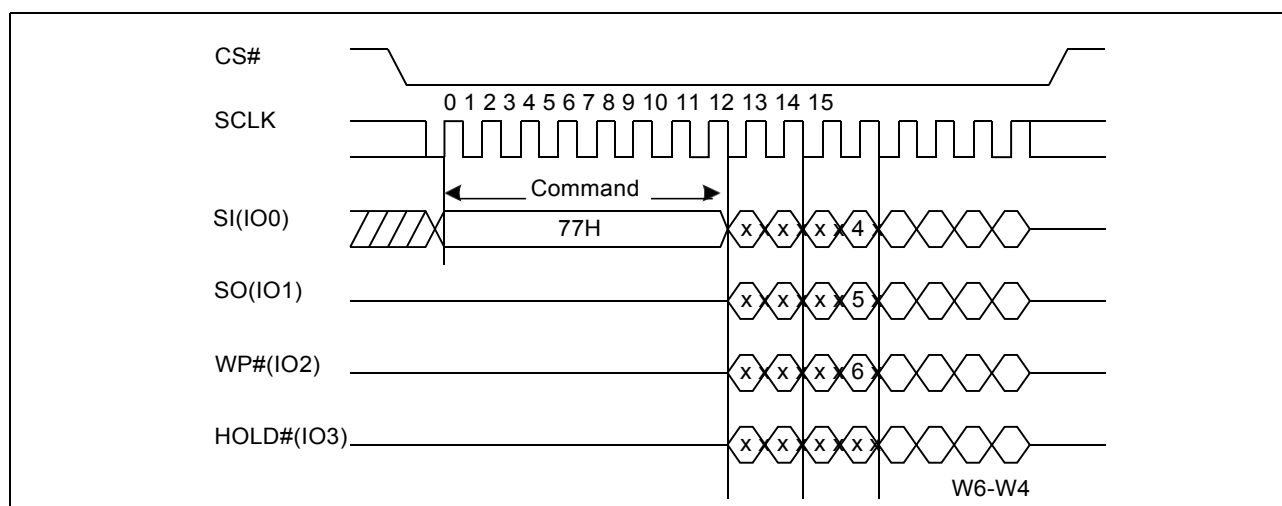 CS#
0 1 2 3 4 5 6 7 8 9 10 11 12 13 14 15
SCLK
Command
SI(IO0) 77H x x x x 4
SO(IO1) x x x x 5 x
WP#(IO2) x x x x 6 x
HOLD#(IO3) x x x x x x x
W6-W4